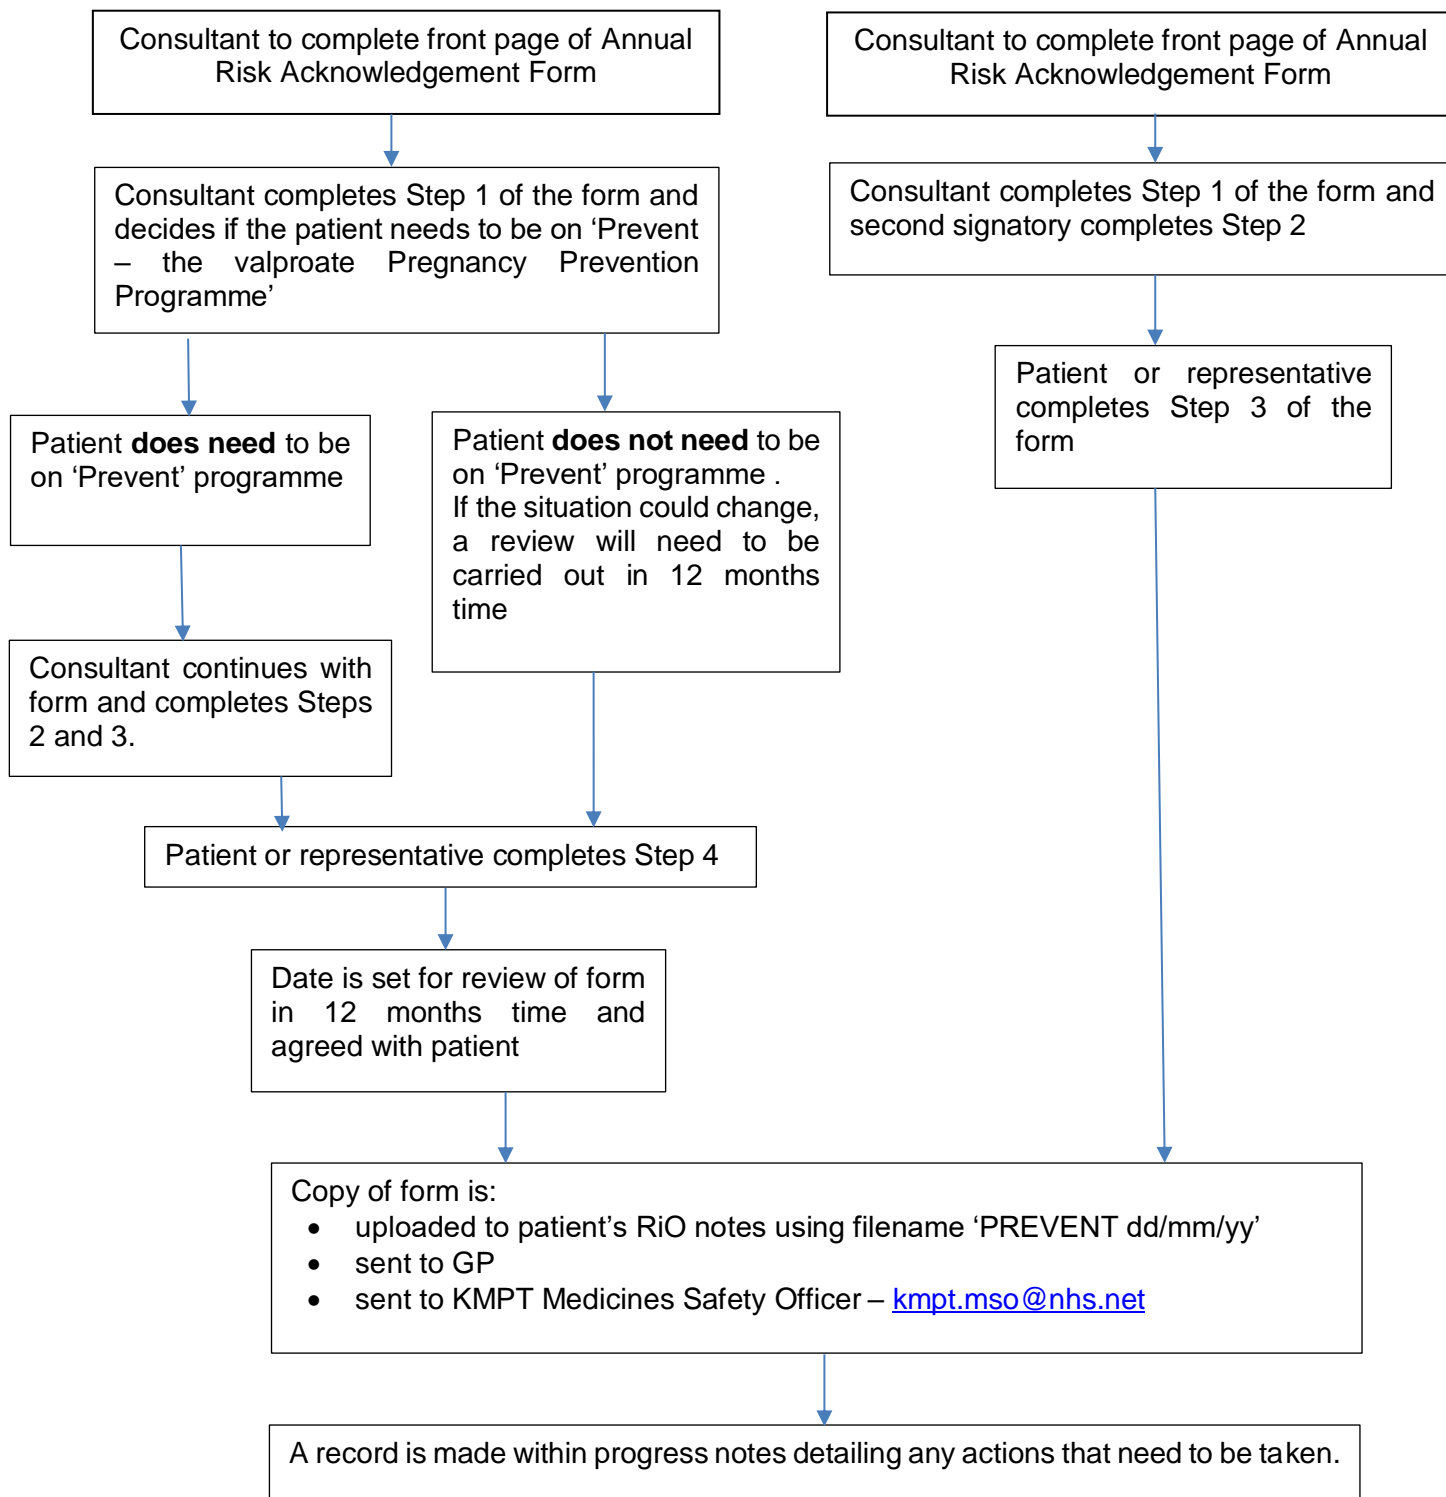 Consultant to complete front page of Annual
Risk Acknowledgement Form
Consultant completes Step 1 of the form and
decides if the patient needs to be on ‘Prevent
– the valproate Pregnancy Prevention
Programme’
Patient does need to be
on ‘Prevent’ programme
Patient does not need to be
on ‘Prevent’ programme .
If the situation could change,
a review will need to be
carried out in 12 months
time
Consultant continues with
form and completes Steps
2 and 3.
Patient or representative completes Step 4
Date is set for review of form
in 12 months time and
agreed with patient
Consultant to complete front page of Annual
Risk Acknowledgement Form
Consultant completes Step 1 of the form and
second signatory completes Step 2
Patient or representative
completes Step 3 of the
form
Copy of form is:
• uploaded to patient’s RiO notes using filename ‘PREVENT dd/mm/yy’
• sent to GP
• sent to KMPT Medicines Safety Officer – kmpt.mso@nhs.net
A record is made within progress notes detailing any actions that need to be taken.